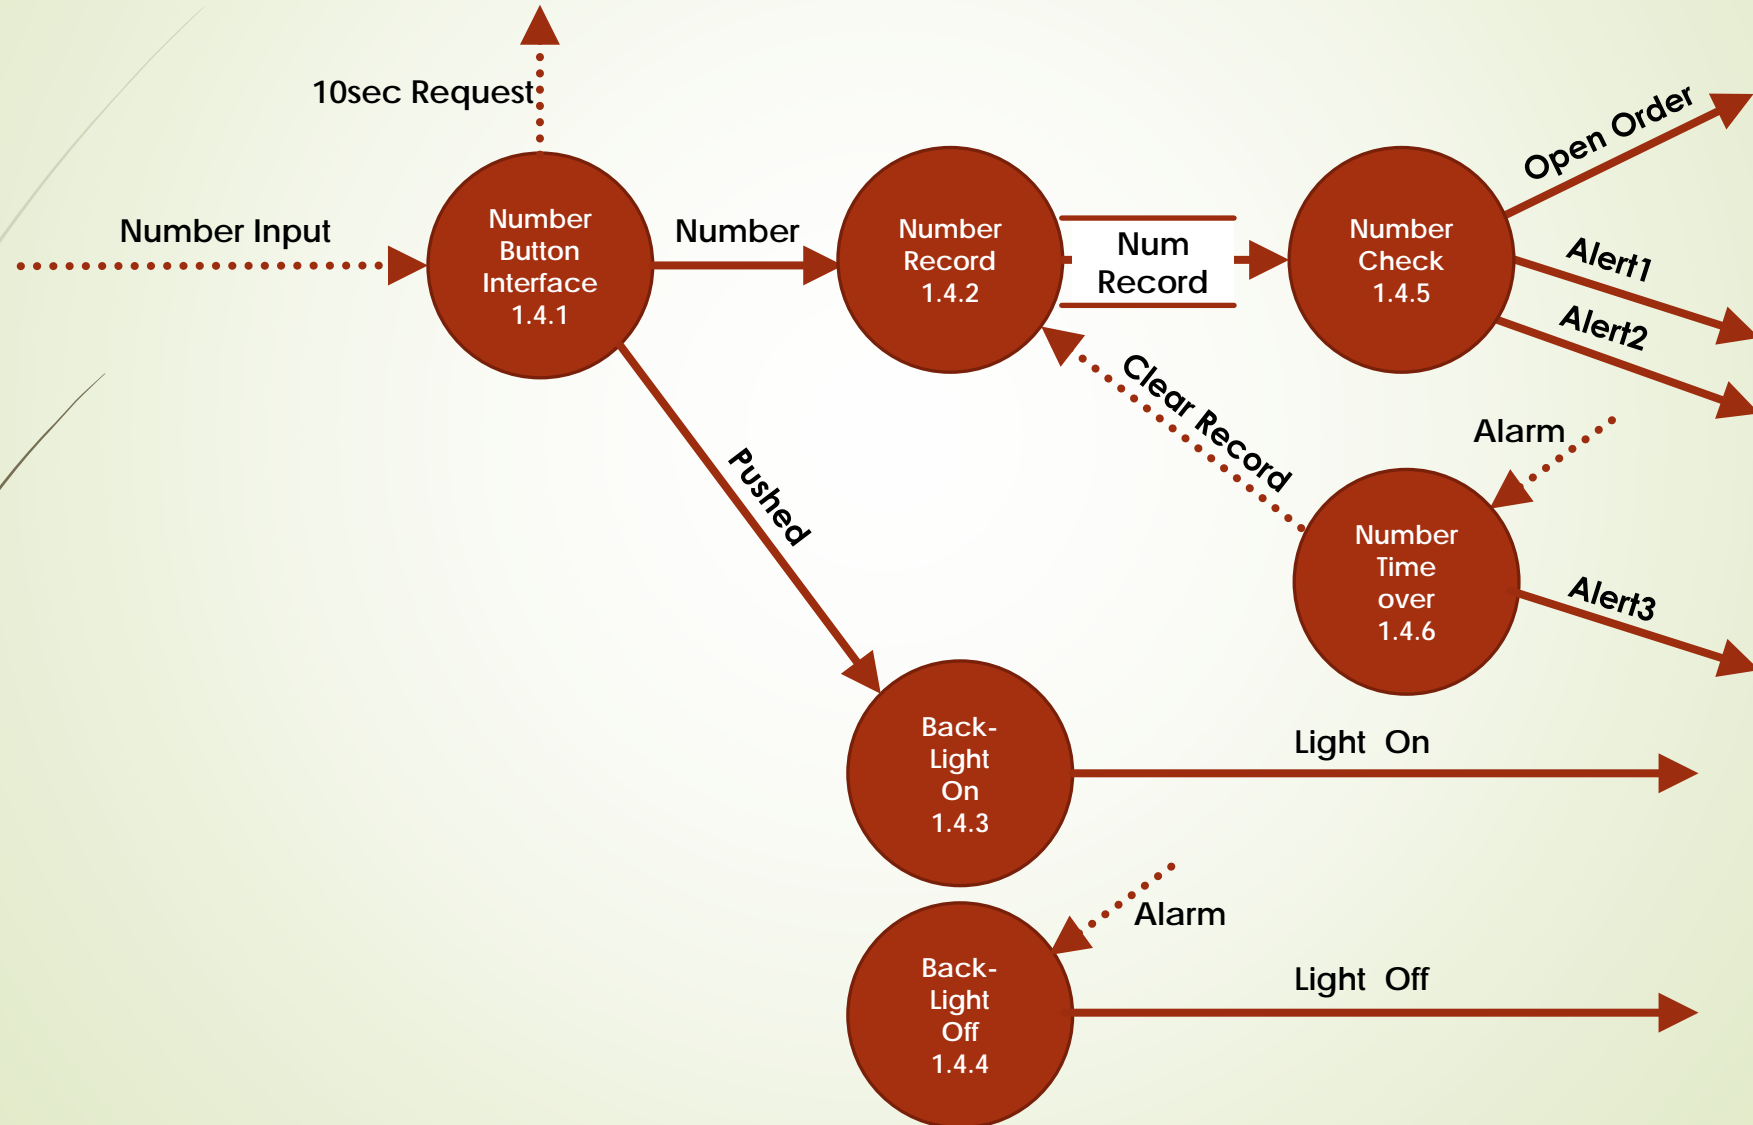 10sec Request
Number Input
Number
Button
Interface
1.4.1
Number
Number
Record
1.4.2
Num
Record
Number
Check
1.4.5
Open Order
Alert1
Alert2
Clear Record
Alarm
Number
Time
over
1.4.6
Alert3
Pushed
Back-
Light
On
1.4.3
Light On
Alarm
Back-
Light
Off
1.4.4
Light Off